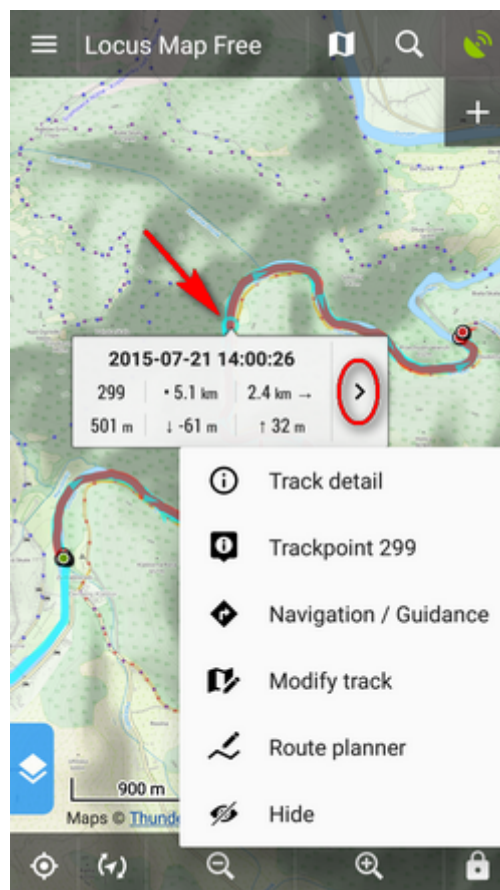 Locus Map Free
2015-07-21 14:00:26
299 • 5.1 km 2.4 km →
501 m ↓ -61 m ↑ 32 m
Track detail
Trackpoint 299
Navigation / Guidance
Modify track
Route planner
Hide
900 m
Maps © Thund